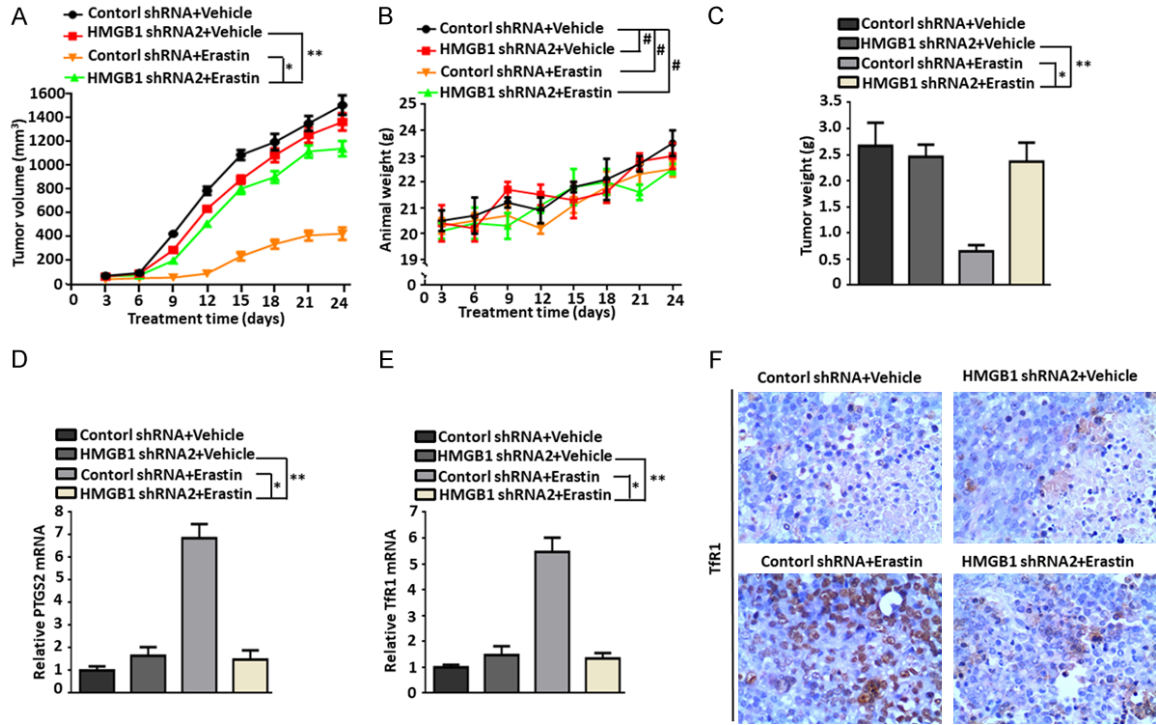 A
Contorl shRNA+Vehicle
HMGB1 shRNA2+Vehicle
Contorl shRNA+Erastin
HMGB1 shRNA2+Erastin
*
**
Tumor volume (mm³)
1600
1400
1200
1000
800
600
400
200
0
0 3 6 9 12 15 18 21 24
Treatment time (days)
B
Contorl shRNA+Vehicle
HMGB1 shRNA2+Vehicle
Contorl shRNA+Erastin
HMGB1 shRNA2+Erastin
#
#
#
Animal weight (g)
24
23
22
21
20
19
0
0 3 6 9 12 15 18 21 24
Treatment time (days)
C
Contorl shRNA+Vehicle
HMGB1 shRNA2+Vehicle
Contorl shRNA+Erastin
HMGB1 shRNA2+Erastin
*
**
Tumor weight (g)
3.5
3.0
2.5
2.0
1.5
1.0
0.5
0.0
D
Contorl shRNA+Vehicle
HMGB1 shRNA2+Vehicle
Contorl shRNA+Erastin
HMGB1 shRNA2+Erastin
*
**
Relative PTGS2 mRNA
8
7
6
5
4
3
2
1
0
E
Contorl shRNA+Vehicle
HMGB1 shRNA2+Vehicle
Contorl shRNA+Erastin
HMGB1 shRNA2+Erastin
*
**
Relative TfR1 mRNA
7
6
5
4
3
2
1
0
F
Contorl shRNA+Vehicle
HMGB1 shRNA2+Vehicle
TfR1
Contorl shRNA+Erastin
HMGB1 shRNA2+Erastin